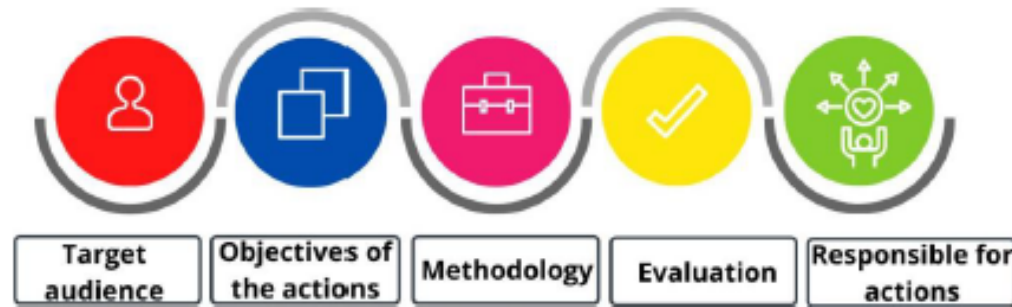 Target
audience
Objectives of
the actions
Methodology
Evaluation
Responsible for
actions